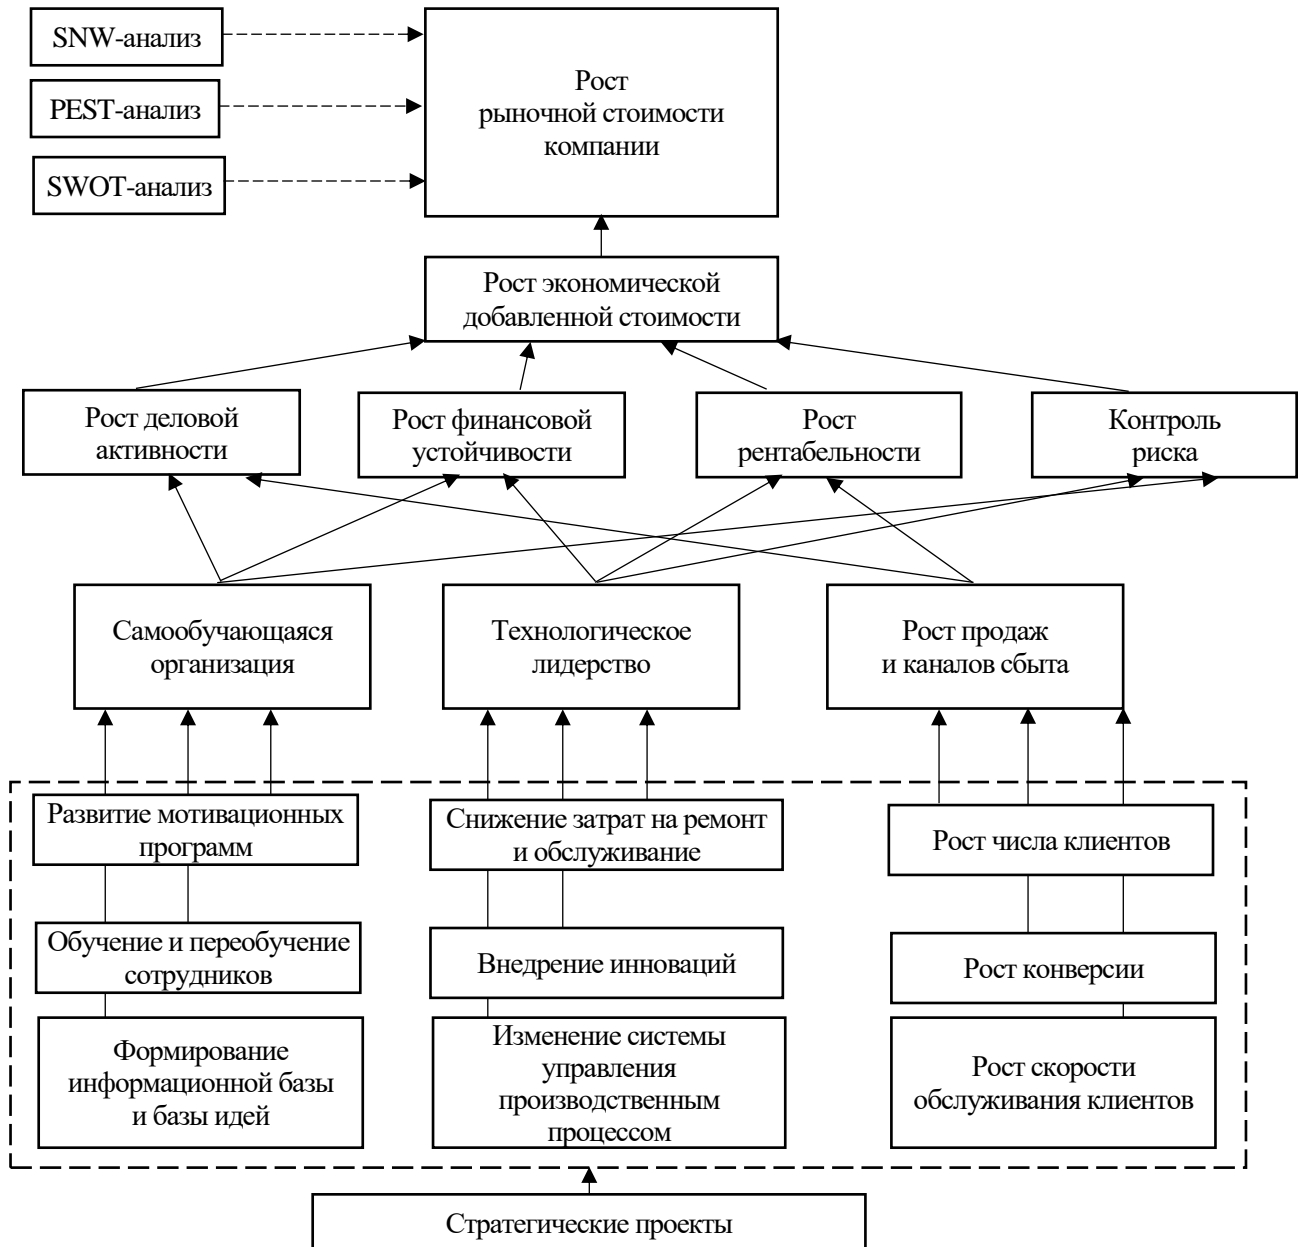 SNW-анализ
PEST-анализ
SWOT-анализ
Рост
рыночной стоимости
компании
Рост экономической
добавленной стоимости
Рост деловой
активности
Рост финансовой
устойчивости
Рост
рентабельности
Контроль
риска
Самообучающаяся
организация
Технологическое
лидерство
Рост продаж
и каналов сбыта
Развитие мотивационных
программ
Снижение затрат на ремонт
и обслуживание
Рост числа клиентов
Обучение и переобучение
сотрудников
Внедрение инноваций
Рост конверсии
Формирование
информационной базы
и базы идей
Изменение системы
управления
производственным
процессом
Рост скорости
обслуживания клиентов
Стратегические проекты